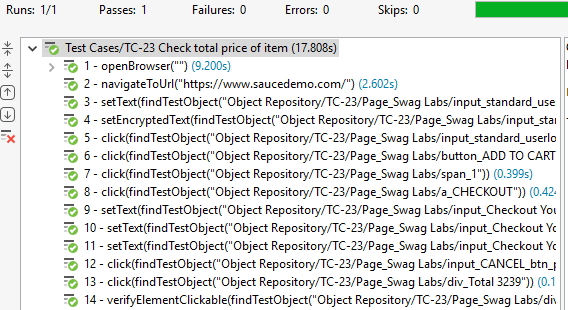 Runs: 1/1 Passes: 1 Failures: 0 Errors: 0 Skips: 0
Test Cases/TC-23 Check total price of item (17.808s)
1 - openBrowser("") (9.200s)
2 - navigateToUrl("https://www.saucedemo.com/") (2.602s)
3 - setText(findTestObject("Object Repository/TC-23/Page_Swag Labs/input_standard_use
4 - setEncryptedText(findTestObject("Object Repository/TC-23/Page_Swag Labs/input_stan
5 - click(findTestObject("Object Repository/TC-23/Page_Swag Labs/input_standard_userlo
6 - click(findTestObject("Object Repository/TC-23/Page_Swag Labs/button_ADD TO CART
7 - click(findTestObject("Object Repository/TC-23/Page_Swag Labs/span_1")) (0.399s)
8 - click(findTestObject("Object Repository/TC-23/Page_Swag Labs/a_CHECKOUT")) (0.424
9 - setText(findTestObject("Object Repository/TC-23/Page_Swag Labs/input_Checkout You
10 - setText(findTestObject("Object Repository/TC-23/Page_Swag Labs/input_Checkout Yo
11 - setText(findTestObject("Object Repository/TC-23/Page_Swag Labs/input_Checkout Yo
12 - click(findTestObject("Object Repository/TC-23/Page_Swag Labs/input_CANCEL_btn_p
13 - click(findTestObject("Object Repository/TC-23/Page_Swag Labs/div_Total 3239")) (0.1
14 - verifyElementClickable(findTestObject("Object Repository/TC-23/Page_Swag Labs/div